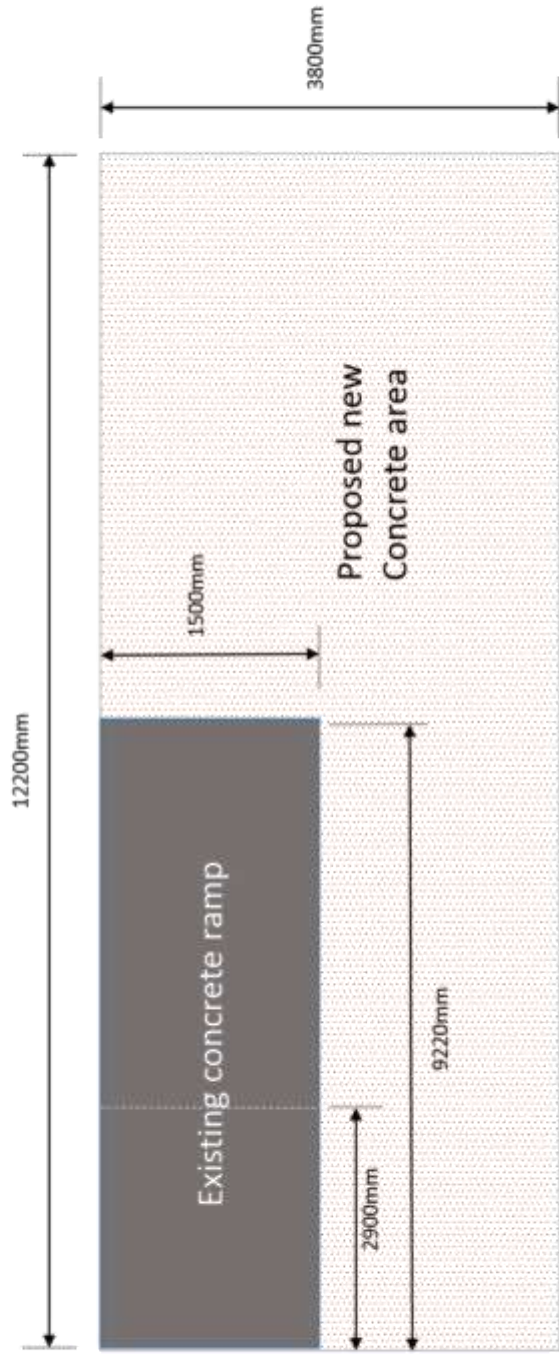 12200mm
3800mm
1500mm
Existing concrete ramp
Proposed new
Concrete area
2900mm
9220mm